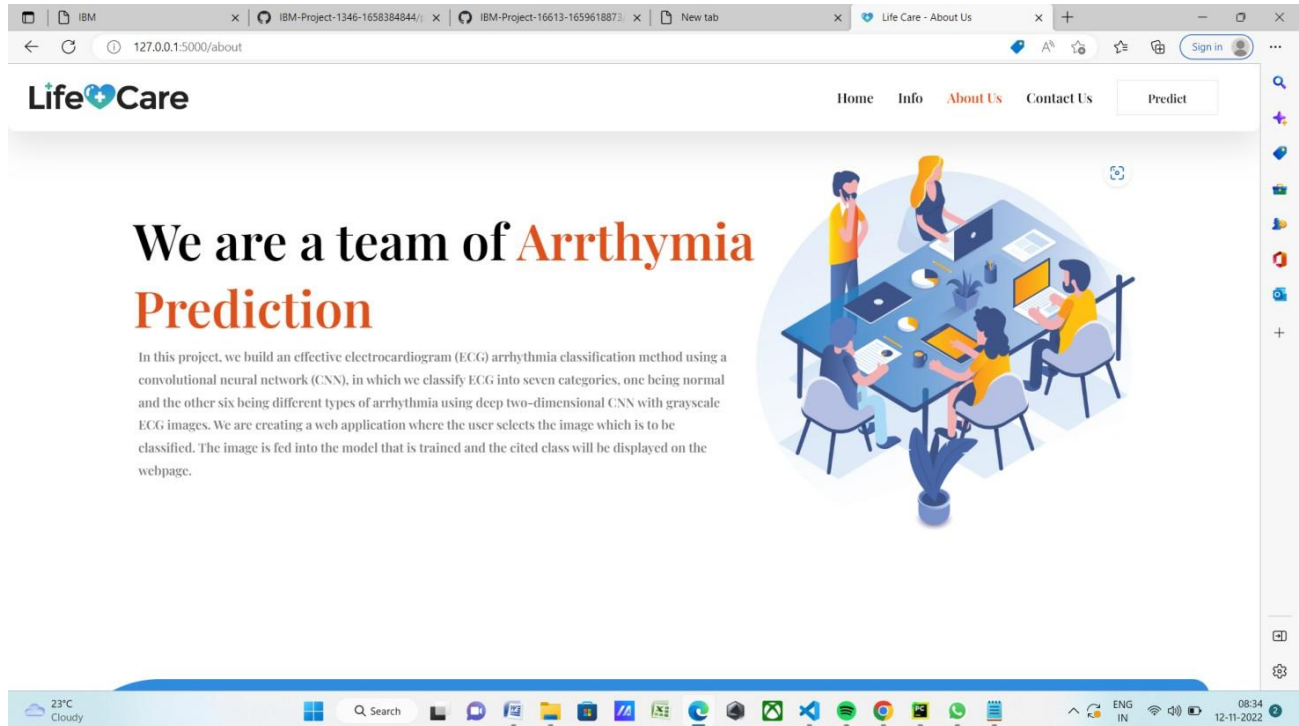 IBM
IBM-Project-1346-1658384844/
IBM-Project-16613-1659618873
New tab
Life Care - About Us
127.0.0.1:5000/about
Sign in
Life Care
Home Info About Us Contact Us Predict
We are a team of Arrthymia
Prediction
In this project, we build an effective electrocardiogram (ECG) arrhythmia classification method using a
convolutional neural network (CNN), in which we classify ECG into seven categories, one being normal
and the other six being different types of arrhythmia using deep two-dimensional CNN with grayscale
ECG images. We are creating a web application where the user selects the image which is to be
classified. The image is fed into the model that is trained and the cited class will be displayed on the
webpage.
23°C
Cloudy
Search
ENG
IN
08:34
12-11-2022
2